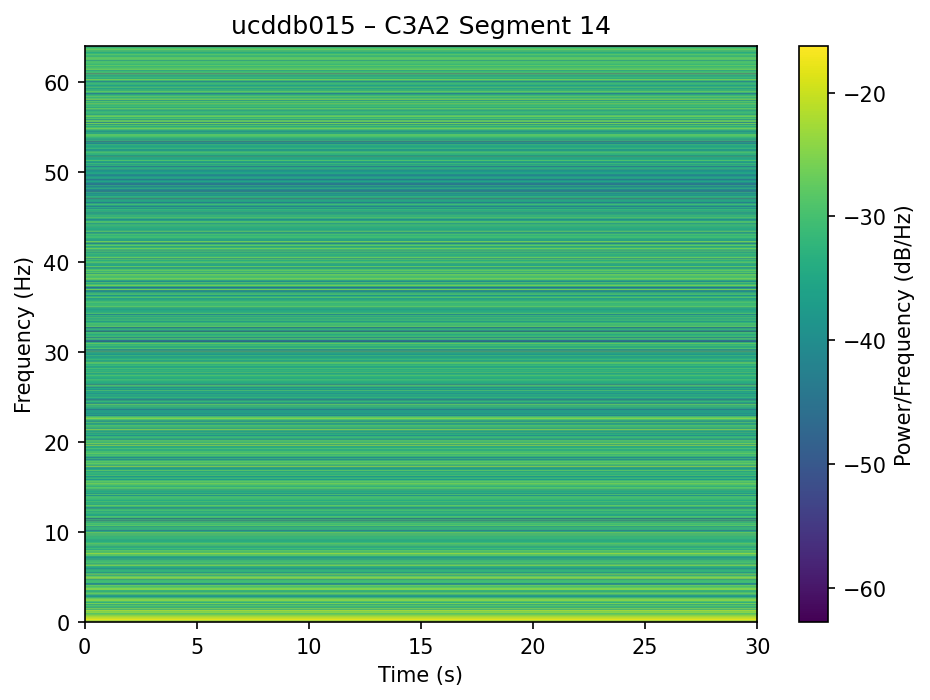 ucddb015 – C3A2 Segment 14
Frequency (Hz)
60
50
40
30
20
10
0
0 5 10 15 20 25 30
Time (s)
−20
−30
−40
−50
−60
Power/Frequency (dB/Hz)